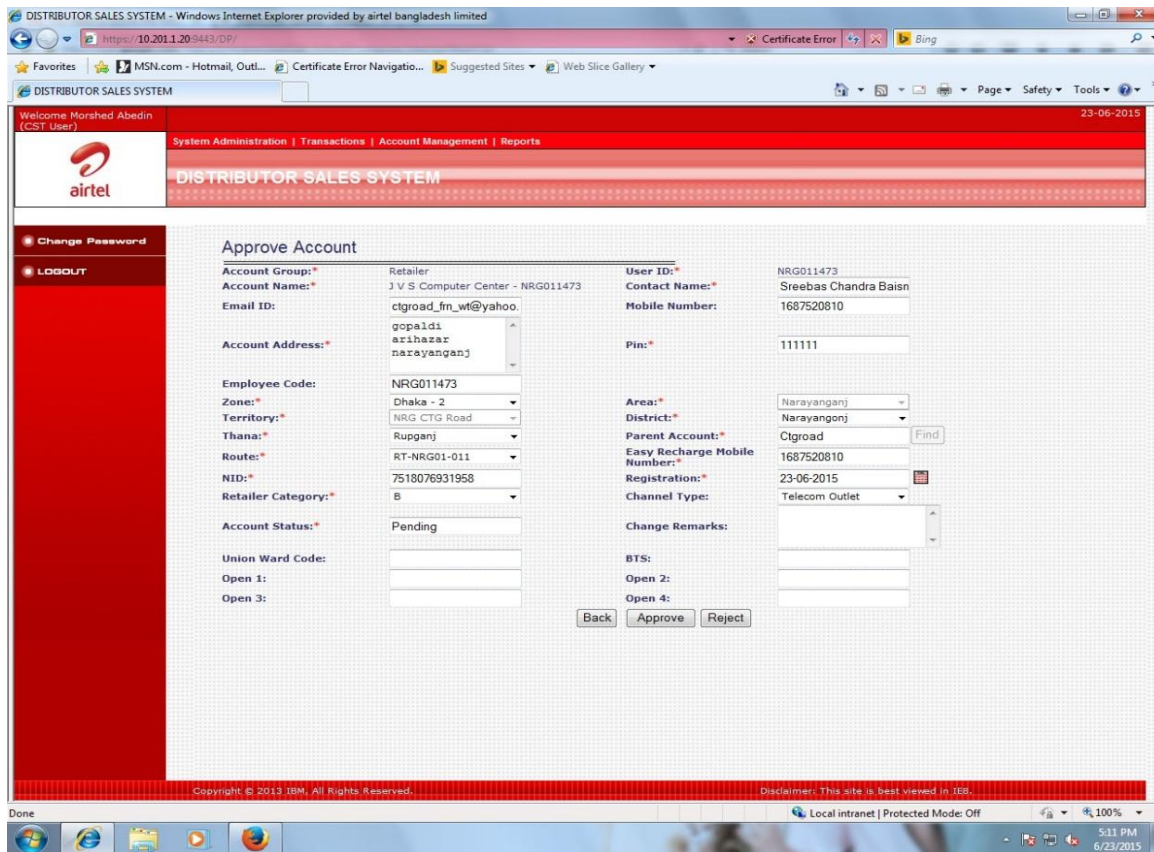 DISTRIBUTOR SALES SYSTEM - Windows Internet Explorer provided by airtel bangladesh limited
https://10.201.1.20:9443/DP/ Certificate Error Bing
Favorites MSN.com - Hotmail, Outl... Certificate Error Navigatio... Suggested Sites Web Slice Gallery
DISTRIBUTOR SALES SYSTEM Page Safety Tools
Welcome Morshed Abedin 23-06-2015
(CST User)
System Administration | Transactions | Account Management | Reports
airtel
DISTRIBUTOR SALES SYSTEM
Change Password
LOGOUT
Approve Account
Account Group:* Retailer User ID:* NRG011473
Account Name:* J V S Computer Center - NRG011473 Contact Name:* Sreebas Chandra Baisn
Email ID: ctgroad_frn_wt@yahoo. Mobile Number: 1687520810
Account Address:* gopaldi
arihazar
narayanganj
Pin:* 111111
Employee Code: NRG011473
Zone:* Dhaka - 2 Area:* Narayanganj
Territory:* NRG CTG Road District:* Narayangonj
Thana:* Rupganj Parent Account:* Ctgroad Find
Route:* RT-NRG01-011 Easy Recharge Mobile
Number:* 1687520810
NID:* 7518076931958 Registration:* 23-06-2015
Retailer Category:* B Channel Type: Telecom Outlet
Account Status:* Pending Change Remarks:
Union Ward Code: BTS:
Open 1: Open 2:
Open 3: Open 4:
Back Approve Reject
Copyright © 2013 IBM, All Rights Reserved. Disclaimer: This site is best viewed in IE8.
Done Local intranet | Protected Mode: Off 100%
5:11 PM
6/23/2015